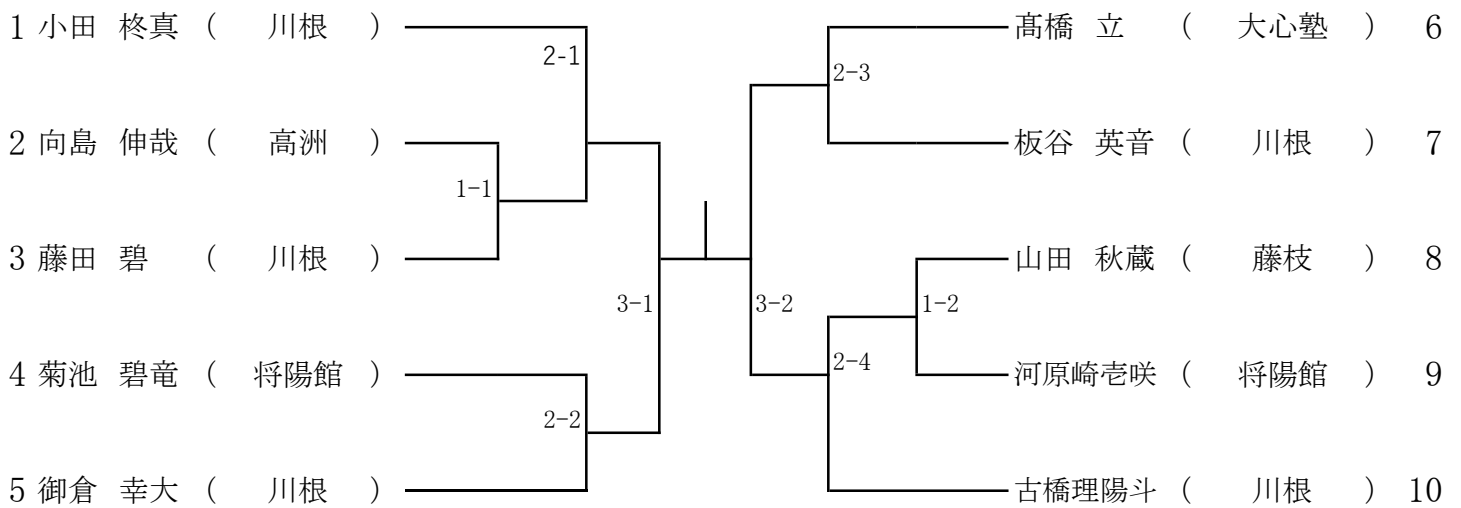 1 小田 柊真 ( 川根 ) 髙橋 立 ( 大心塾 ) 6
2-1
2-3
2 向島 伸哉 ( 高洲 ) 板谷 英音 ( 川根 ) 7
1-1
3 藤田 碧 ( 川根 ) 山田 秋蔵 ( 藤枝 ) 8
3-1 3-2 1-2
4 菊池 碧竜 ( 将陽館 ) 2-4 河原崎壱咲 ( 将陽館 ) 9
2-2
5 御倉 幸大 ( 川根 ) 古橋理陽斗 ( 川根 ) 10